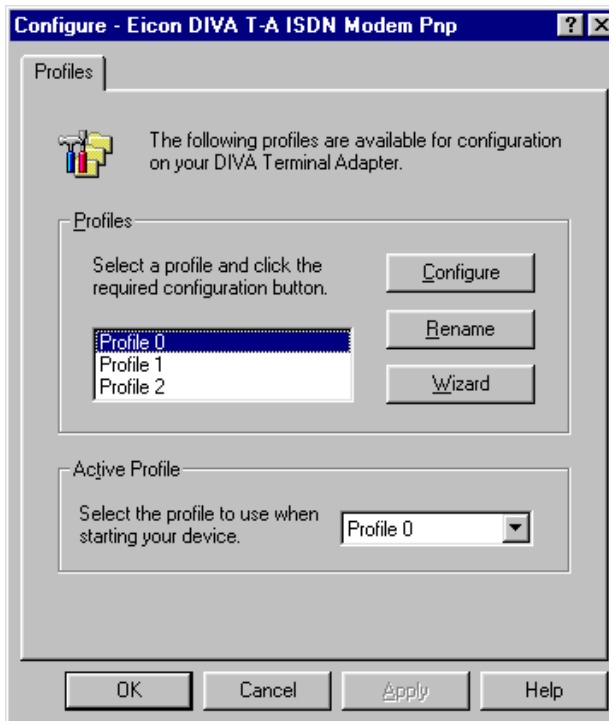 Configure - Eicon DIVA T-A ISDN Modem Pnp
Profiles
The following profiles are available for configuration
on your DIVA Terminal Adapter.
Profiles
Select a profile and click the
required configuration button.
Configure
Rename
Wizard
Profile 0
Profile 1
Profile 2
Active Profile
Select the profile to use when
starting your device.
Profile 0
OK
Cancel
Apply
Help